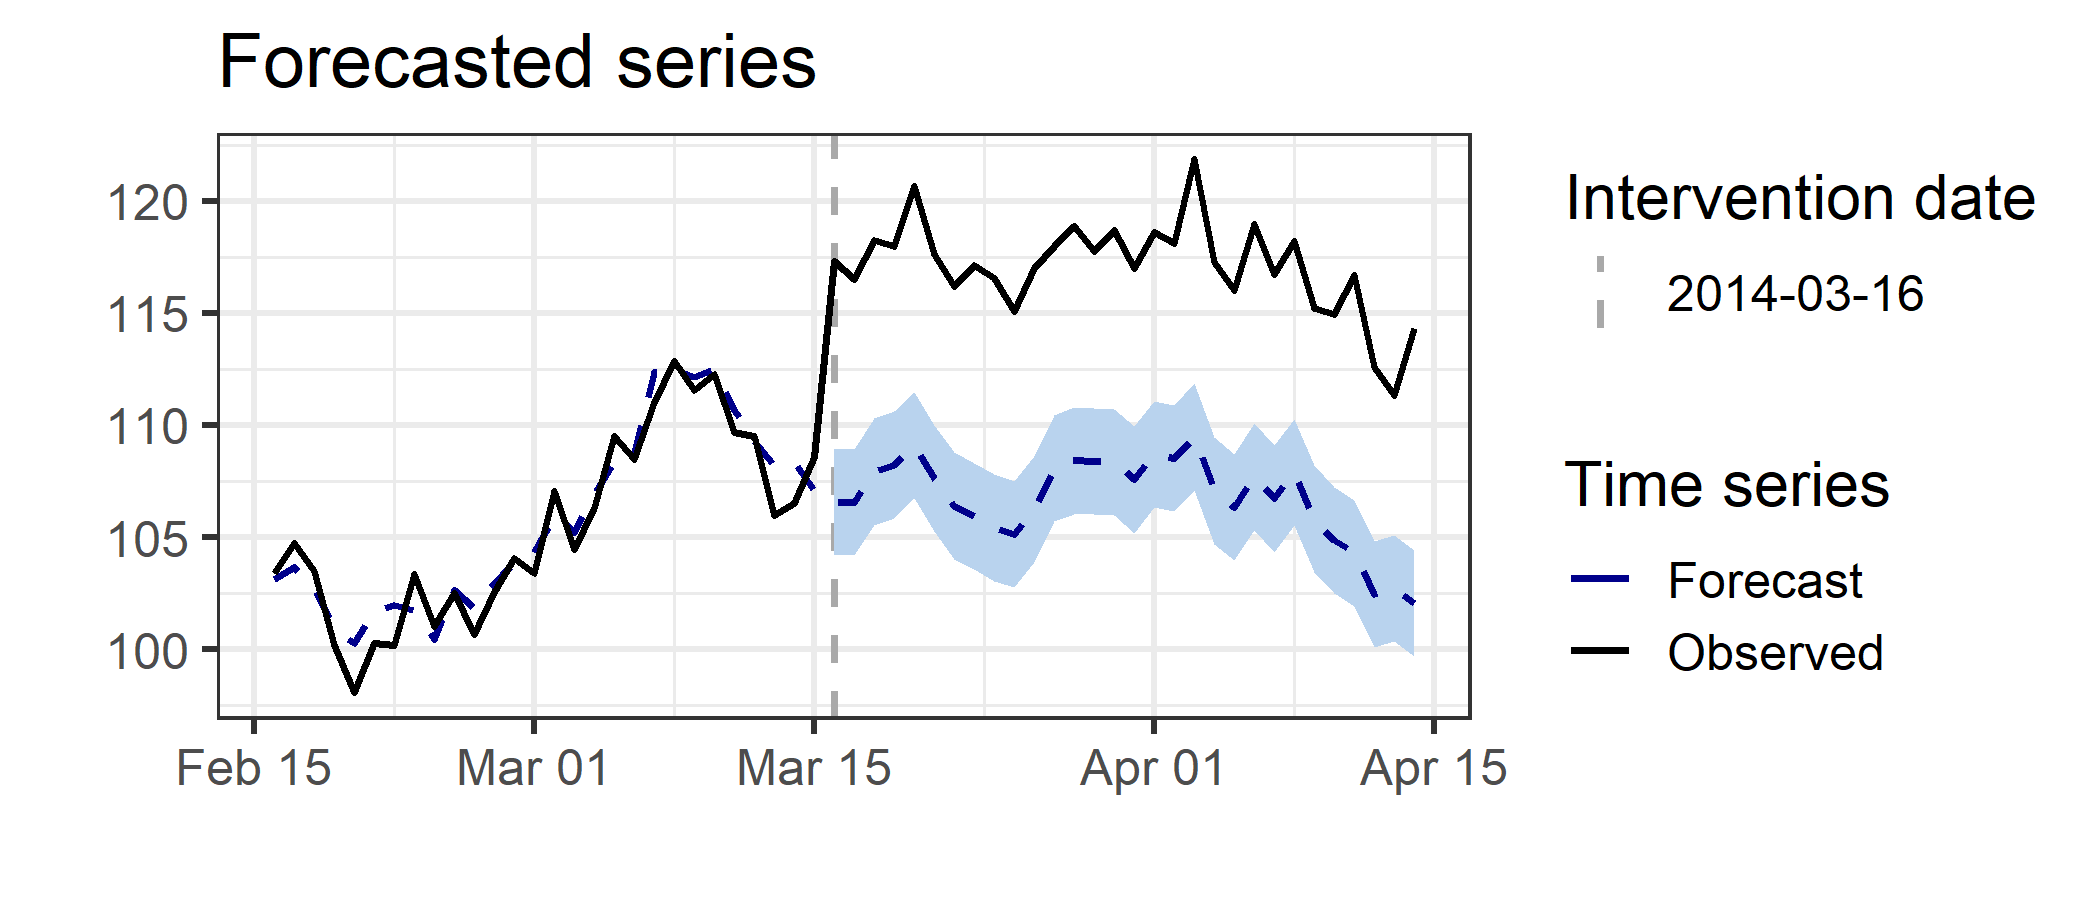 Forecasted series
120
115
110
105
100
Feb 15
Mar 01
Mar 15
Apr 01
Apr 15
Intervention date
2014-03-16
Time series
Forecast
Observed